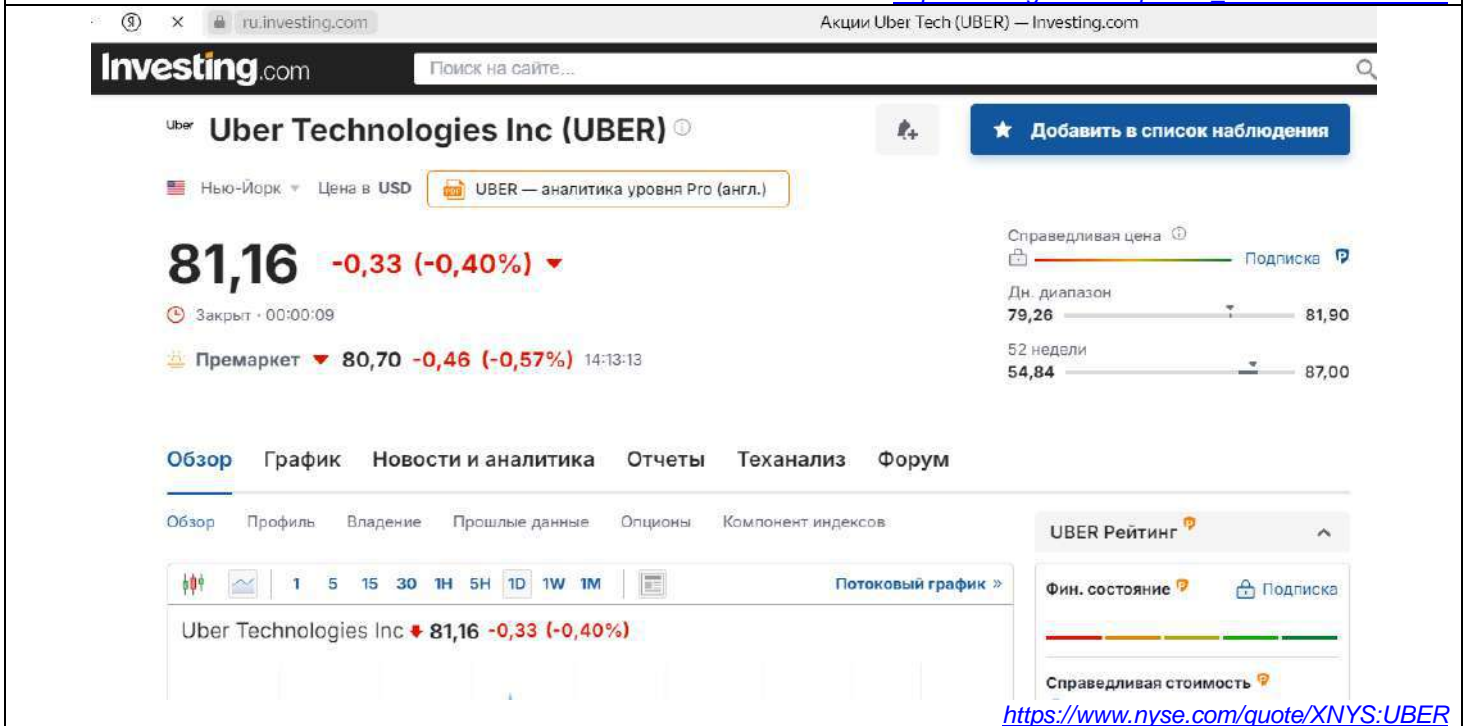 ru.investing.com Акции Uber Tech (UBER) — Investing.com
Investing.com Поиск на сайте...
Uber Uber Technologies Inc (UBER) Добавить в список наблюдения
Нью-Йорк Цена в USD UBER — аналитика уровня Pro (англ.)
81,16 -0,33 (-0,40%)
Закрыт · 00:00:09
Премаркет 80,70 -0,46 (-0,57%) 14:13:13
Справедливая цена
Подписка
Дн. диапазон
79,26 81,90
52 недели
54,84 87,00
Обзор График Новости и аналитика Отчеты Теханализ Форум
Обзор Профиль Владение Прошлые данные Опционы Компонент индексов
1 5 15 30 1H 5H 1D 1W 1M Потоковый график »
Uber Technologies Inc 81,16 -0,33 (-0,40%)
UBER Рейтинг
Фин. состояние Подписка
Справедливая стоимость
https://www.nyse.com/quote/XNYS:UBER